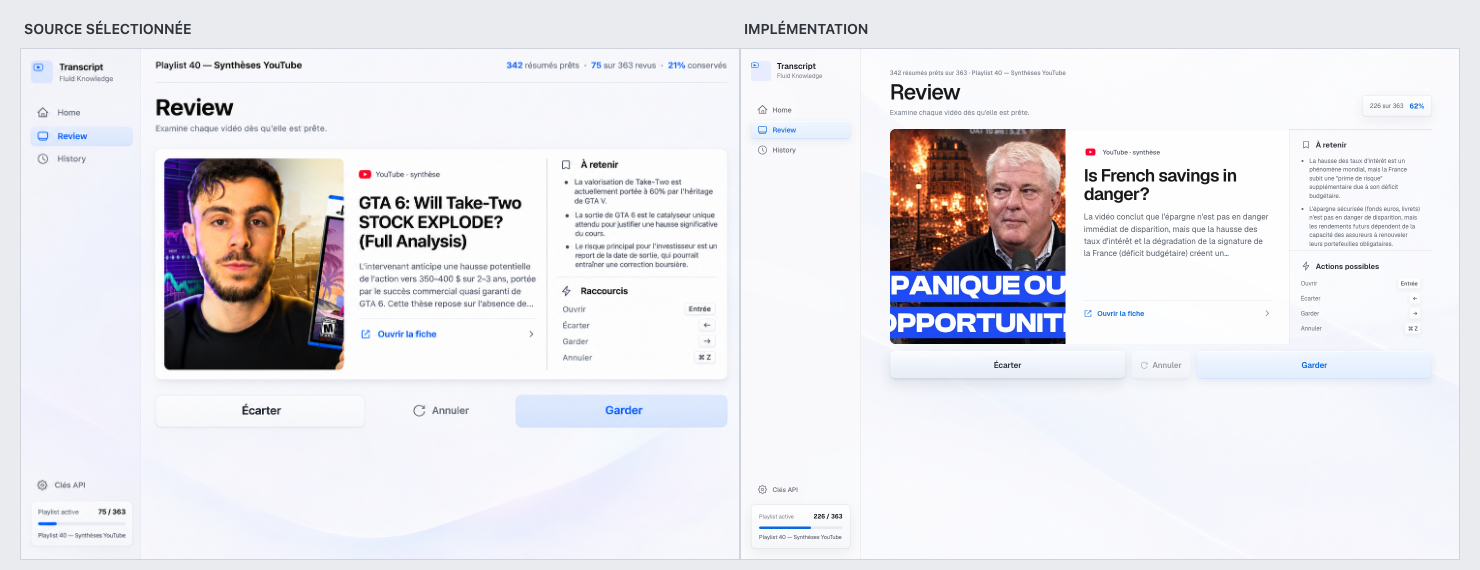 SOURCE SÉLECTIONNÉE
Transcript
Fluid Knowledge
Home
Review
History
Clés API
Playlist active 75 / 363
Playlist 40 — Synthèses YouTube
Playlist 40 — Synthèses YouTube
342 résumés prêts · 75 sur 363 revus · 21% conservés
Review
Examine chaque vidéo dès qu'elle est prête.
YouTube · synthèse
GTA 6: Will Take-Two
STOCK EXPLODE?
(Full Analysis)
L'intervenant anticipe une hausse potentielle
de l'action vers 350–400 $ sur 2–3 ans, portée
par le succès commercial quasi garanti de
GTA 6. Cette thèse repose sur l'absence de...
Ouvrir la fiche
À retenir
• La valorisation de Take-Two est
actuellement portée à 60% par l'héritage
de GTA V.
• La sortie de GTA 6 est le catalyseur unique
attendu pour justifier une hausse significative
du cours.
• Le risque principal pour l'investisseur est un
report de la date de sortie, qui pourrait
entraîner une correction boursière.
Raccourcis
Ouvrir Entrée
Écarter ←
Garder →
Annuler ⌘ Z
Écarter
Annuler
Garder
IMPLÉMENTATION
Transcript
Fluid Knowledge
Home
Review
History
Clés API
Playlist active 226 / 363
Playlist 40 — Synthèses YouTube
342 résumés prêts sur 363 · Playlist 40 — Synthèses YouTube
Review
Examine chaque vidéo dès qu'elle est prête.
226 sur 363 62%
PANIQUE OU
OPPORTUNIT
YouTube · synthèse
Is French savings in
danger?
La vidéo conclut que l'épargne n'est pas en danger
immédiat de disparition, mais que la hausse des
taux d'intérêt et la dégradation de la signature de
la France (déficit budgétaire) créent un...
Ouvrir la fiche
À retenir
• La hausse des taux d'intérêt est un
phénomène mondial, mais la France
subit une "prime de risque"
supplémentaire due à son déficit
budgétaire.
• L'épargne sécurisée (fonds euros, livrets)
n'est pas en danger de disparition, mais
les rendements futurs dépendent de la
capacité des assureurs à renouveler
leurs portefeuilles obligataires.
Actions possibles
Ouvrir Entrée
Écarter ←
Garder →
Annuler ⌘ Z
Écarter
Annuler
Garder